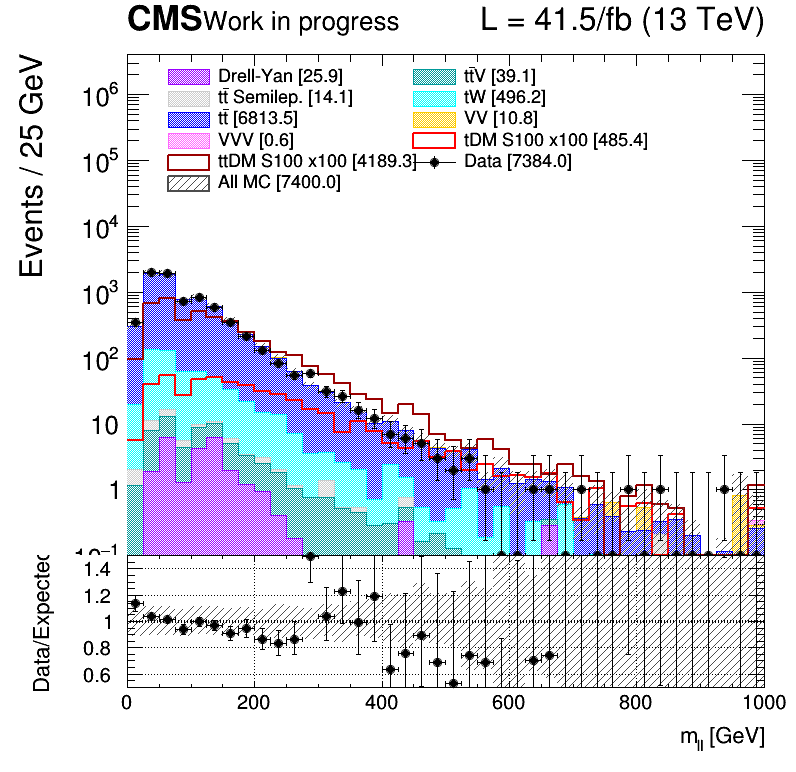 CMS Work in progress L = 41.5/fb (13 TeV)
Events / 25 GeV
Drell-Yan [25.9] tt̄V [39.1]
tt̄ Semilep. [14.1] tW [496.2]
tt̄ [6813.5] VV [10.8]
VVV [0.6] tDM S100 x100 [485.4]
ttDM S100 x100 [4189.3] Data [7384.0]
All MC [7400.0]
10⁶
10⁵
10⁴
10³
10²
10
1
10⁻¹
Data/Expected
1.4
1.2
1
0.8
0.6
0 200 400 600 800 1000
m_ll [GeV]